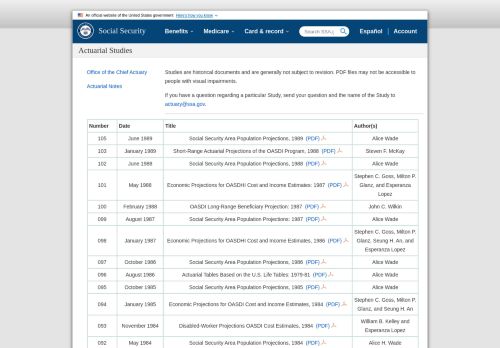 An official website of the United States government Here's how you know
Social Security
Benefits Medicare Card & record Search SSA.g Español Account
Actuarial Studies
Office of the Chief Actuary
Actuarial Notes
Studies are historical documents and are generally not subject to revision. PDF files may not be accessible to
people with visual impairments.
If you have a question regarding a particular Study, send your question and the name of the Study to
actuary@ssa.gov.
Number Date Title Author(s)
105 June 1989 Social Security Area Population Projections, 1989 (PDF) Alice Wade
103 January 1989 Short-Range Actuarial Projections of the OASDI Program, 1988 (PDF) Steven F. McKay
102 June 1988 Social Security Area Population Projections, 1988 (PDF) Alice Wade
101 May 1988 Economic Projections for OASDHI Cost and Income Estimates: 1987 (PDF) Stephen C. Goss, Milton P.
Glanz, and Esperanza
Lopez
100 February 1988 OASDI Long-Range Beneficiary Projection: 1987 (PDF) John C. Wilkin
099 August 1987 Social Security Area Population Projections: 1987 (PDF) Alice Wade
098 January 1987 Economic Projections for OASDHI Cost and Income Estimates, 1986 (PDF) Stephen C. Goss, Milton P.
Glanz, Seung H. An, and
Esperanza Lopez
097 October 1986 Social Security Area Population Projections, 1986 (PDF) Alice Wade
096 August 1986 Actuarial Tables Based on the U.S. Life Tables: 1979-81 (PDF) Alice Wade
095 October 1985 Social Security Area Population Projections, 1985 (PDF) Alice Wade
094 January 1985 Economic Projections for OASDI Cost and Income Estimates, 1984 (PDF) Stephen C. Goss, Milton P.
Glanz, and Seung H. An
093 November 1984 Disabled-Worker Projections OASDI Cost Estimates, 1984 (PDF) William B. Kelley and
Esperanza Lopez
092 May 1984 Social Security Area Population Projections, 1984 (PDF) Alice H. Wade